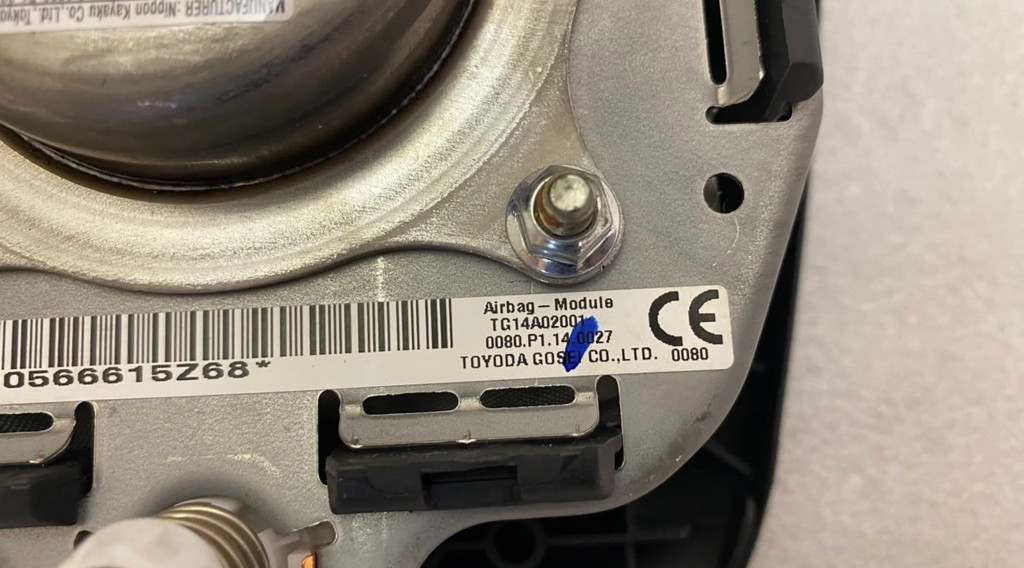 MANUFACTURER :Nippon Kayaku Co.,Ltd. Tokyo
Airbag – Module
TG14A02001
0080.P1.14.0027
TOYODA GOSEI CO.,LTD. 0080
CE
0566615Z68*